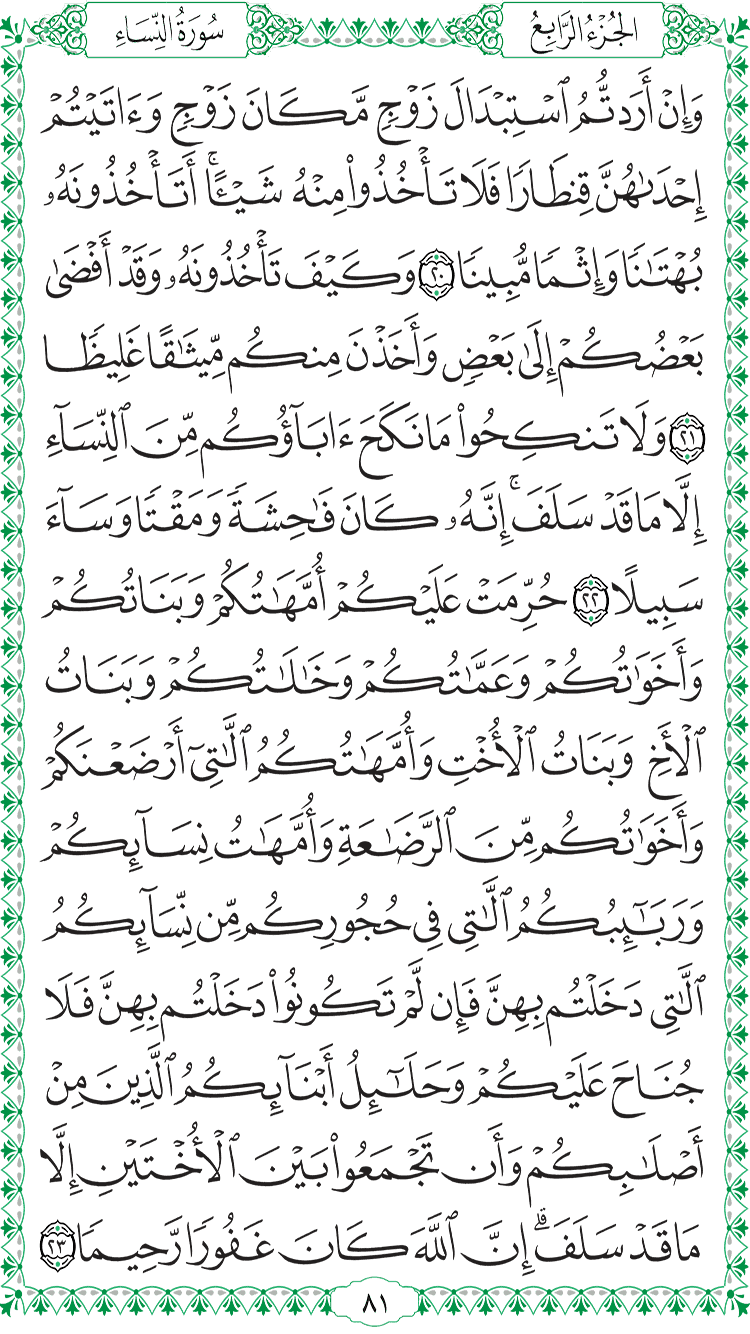 الجُزْءُ الرَّابِعُ
سُورَةُ النِّسَاءِ
وَإِنْ أَرَدتُّمُ ٱسْتِبْدَالَ زَوْجٍ مَّكَانَ زَوْجٍ وَءَاتَيْتُمْ
إِحْدَىٰهُنَّ قِنطَارًا فَلَا تَأْخُذُوا۟ مِنْهُ شَيْـًٔا ۚ أَتَأْخُذُونَهُۥ
بُهْتَـٰنًا وَإِثْمًا مُّبِينًا ٢٠ وَكَيْفَ تَأْخُذُونَهُۥ وَقَدْ أَفْضَىٰ
بَعْضُكُمْ إِلَىٰ بَعْضٍ وَأَخَذْنَ مِنكُم مِّيثَـٰقًا غَلِيظًا
٢١ وَلَا تَنكِحُوا۟ مَا نَكَحَ ءَابَآؤُكُم مِّنَ ٱلنِّسَآءِ
إِلَّا مَا قَدْ سَلَفَ ۚ إِنَّهُۥ كَانَ فَـٰحِشَةً وَمَقْتًا وَسَآءَ
سَبِيلًا ٢٢ حُرِّمَتْ عَلَيْكُمْ أُمَّهَـٰتُكُمْ وَبَنَاتُكُمْ
وَأَخَوَٰتُكُمْ وَعَمَّـٰتُكُمْ وَخَـٰلَـٰتُكُمْ وَبَنَاتُ
ٱلْأَخِ وَبَنَاتُ ٱلْأُخْتِ وَأُمَّهَـٰتُكُمُ ٱلَّـٰتِىٓ أَرْضَعْنَكُمْ
وَأَخَوَٰتُكُم مِّنَ ٱلرَّضَـٰعَةِ وَأُمَّهَـٰتُ نِسَآئِكُمْ
وَرَبَـٰٓئِبُكُمُ ٱلَّـٰتِى فِى حُجُورِكُم مِّن نِّسَآئِكُمُ
ٱلَّـٰتِى دَخَلْتُم بِهِنَّ فَإِن لَّمْ تَكُونُوا۟ دَخَلْتُم بِهِنَّ فَلَا
جُنَاحَ عَلَيْكُمْ وَحَلَـٰٓئِلُ أَبْنَآئِكُمُ ٱلَّذِينَ مِنْ
أَصْلَـٰبِكُمْ وَأَن تَجْمَعُوا۟ بَيْنَ ٱلْأُخْتَيْنِ إِلَّا
مَا قَدْ سَلَفَ ۗ إِنَّ ٱللَّهَ كَانَ غَفُورًا رَّحِيمًا ٢٣
٨١